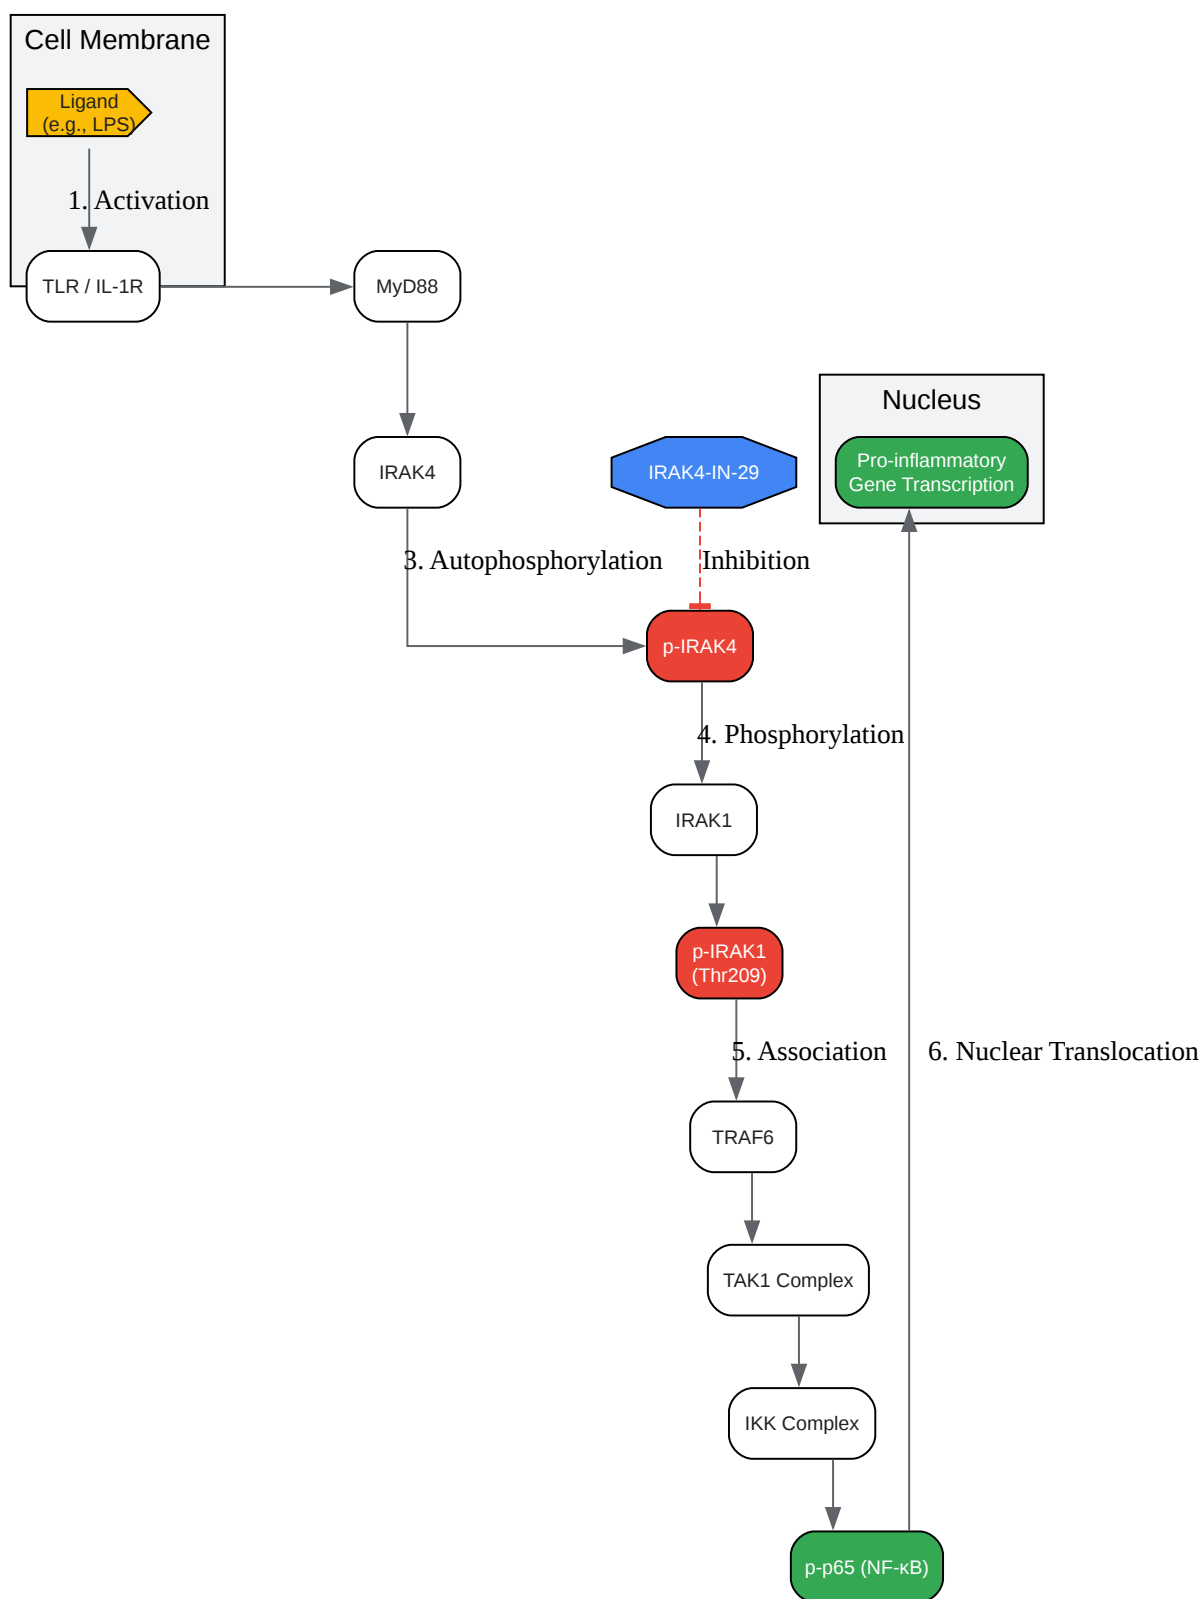 Cell Membrane
Ligand
(e.g., LPS)
1. Activation
TLR / IL-1R
MyD88
IRAK4
IRAK4-IN-29
Nucleus
Pro-inflammatory
Gene Transcription
3. Autophosphorylation
Inhibition
p-IRAK4
4. Phosphorylation
IRAK1
p-IRAK1
(Thr209)
5. Association
6. Nuclear Translocation
TRAF6
TAK1 Complex
IKK Complex
p-p65 (NF-κB)